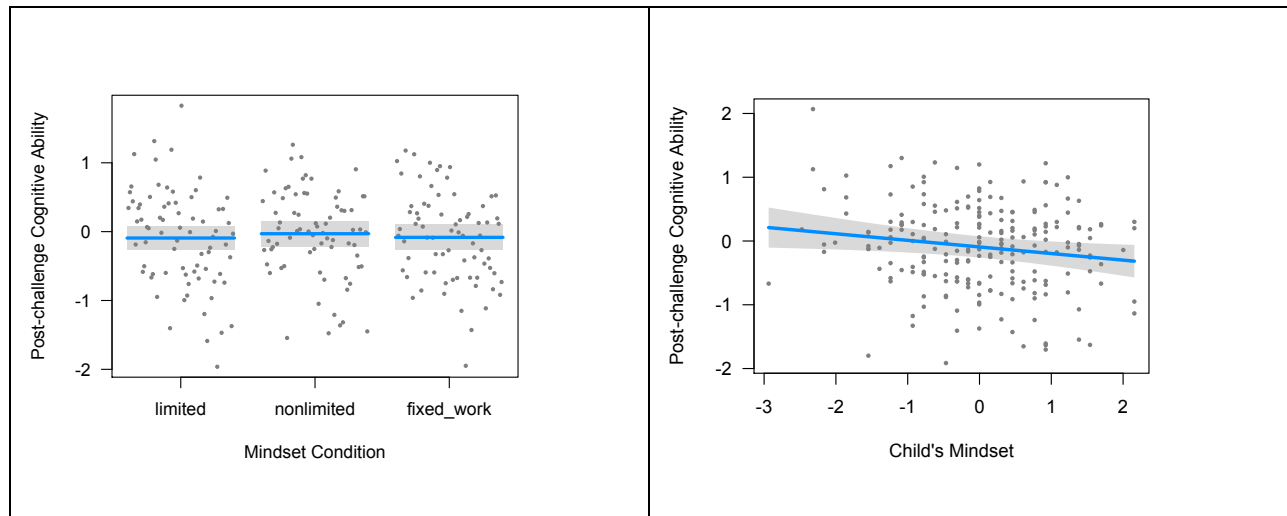 Post-challenge Cognitive Ability
1
0
-1
-2
limited nonlimited fixed_work
Mindset Condition
Post-challenge Cognitive Ability
2
1
0
-1
-2
-3 -2 -1 0 1 2
Child's Mindset